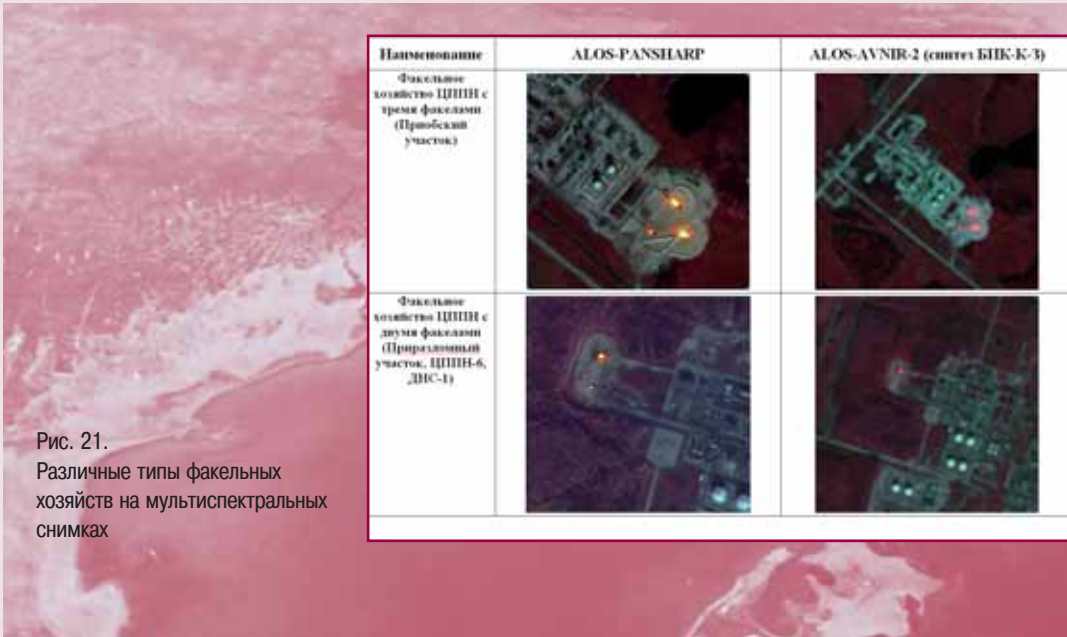 Наименование
ALOS-PANSHARP
ALOS-AVNIR-2 (синтез БИК-К-З)
Факельное
хозяйство ЦППН с
тремя факелами
(Приобский
участок)
Факельное
хозяйство ЦППН с
двумя факелами
(Приразломный
участок, ЦППН-6,
ДНС-1)
Рис. 21.
Различные типы факельных
хозяйств на мультиспектральных
снимках